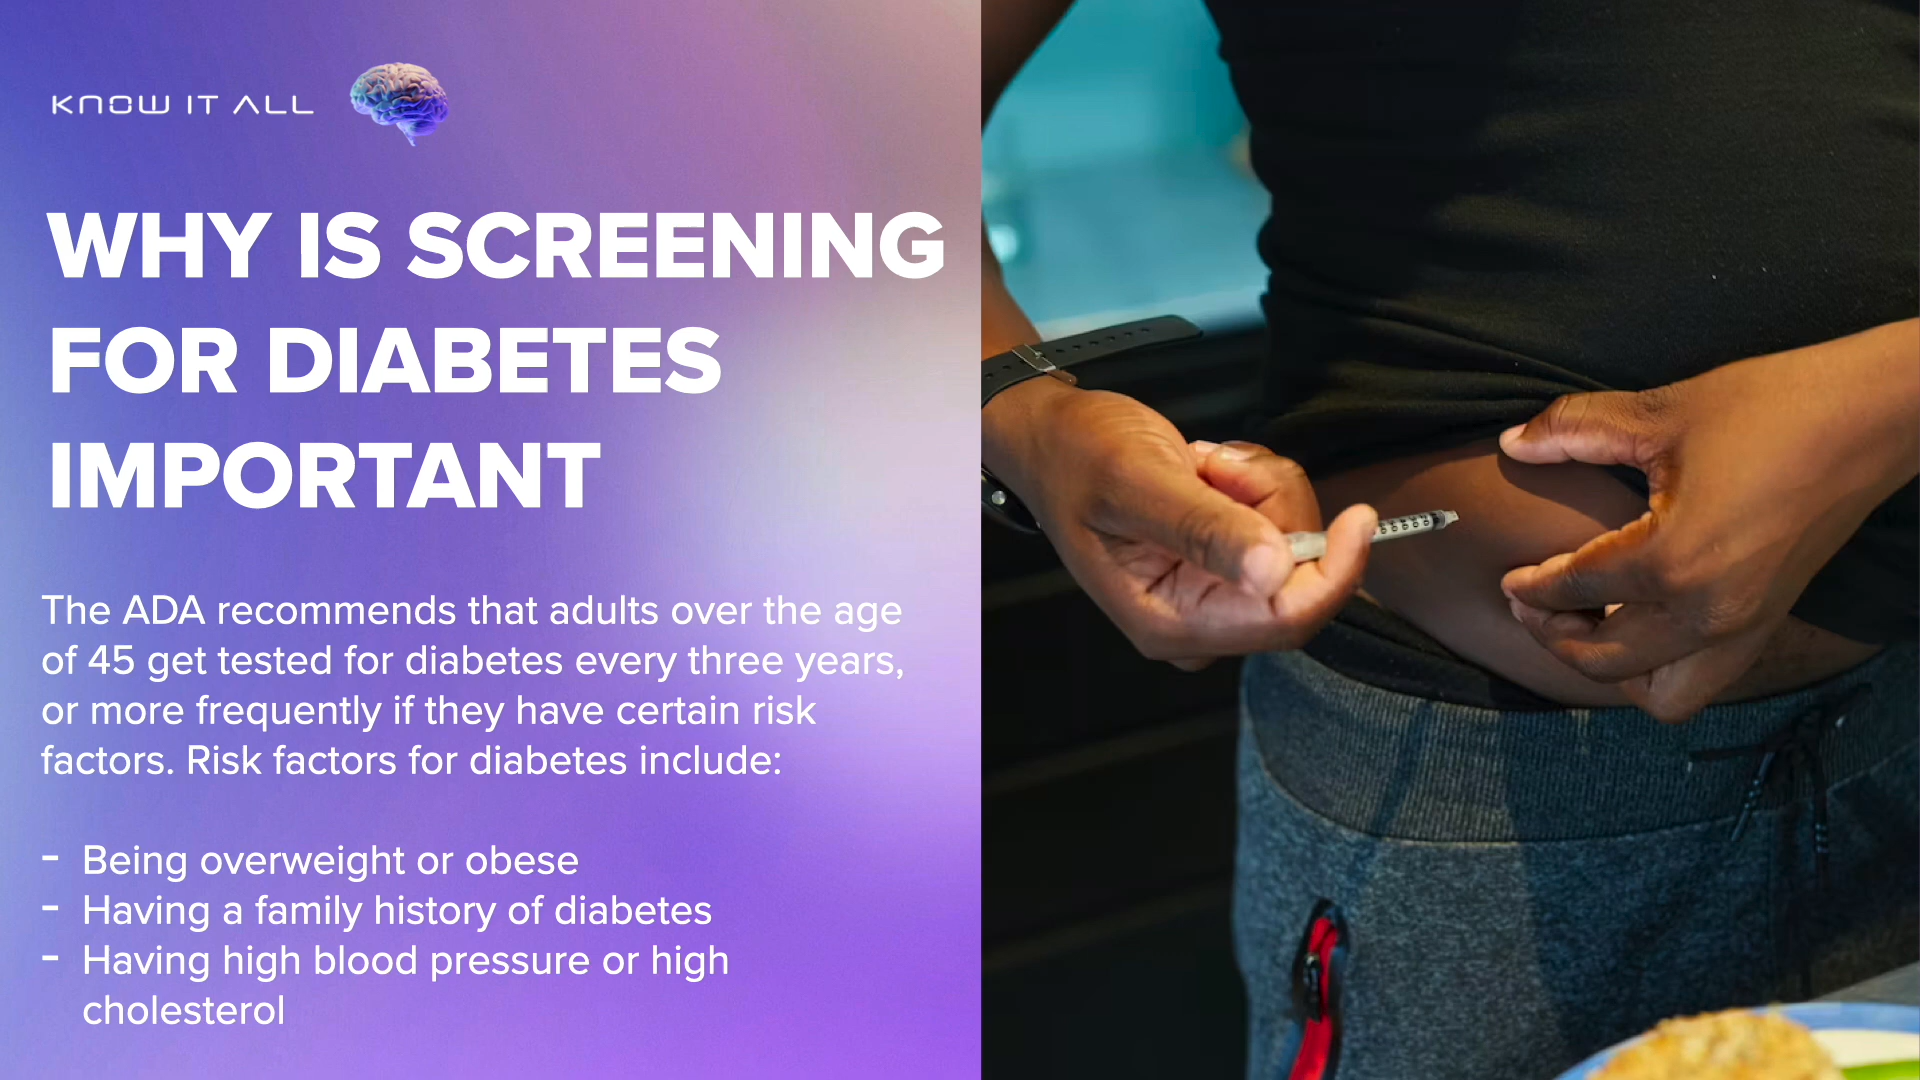 KNOW IT ALL
WHY IS SCREENING
FOR DIABETES
IMPORTANT
The ADA recommends that adults over the age
of 45 get tested for diabetes every three years,
or more frequently if they have certain risk
factors. Risk factors for diabetes include:
- Being overweight or obese
- Having a family history of diabetes
- Having high blood pressure or high
cholesterol